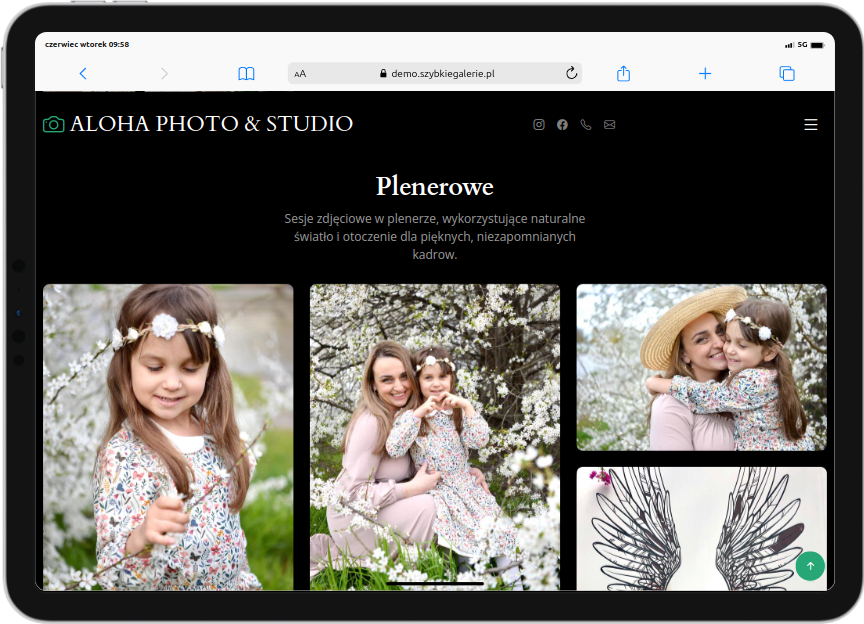 czerwiec wtorek 09:58
5G
AA
demo.szybkiegalerie.pl
ALOHA PHOTO & STUDIO
Plenerowe
Sesje zdjęciowe w plenerze, wykorzystujące naturalne
światło i otoczenie dla pięknych, niezapomnianych
kadrow.